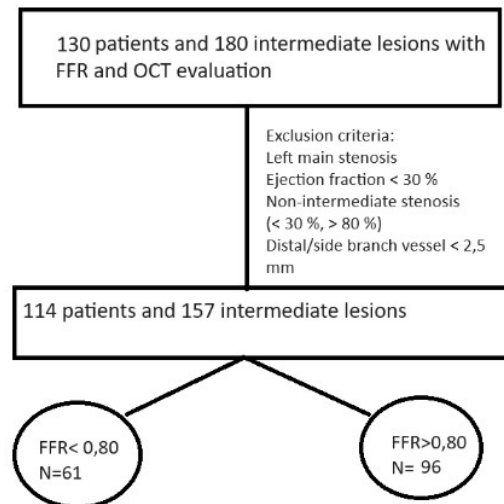 130 patients and 180 intermediate lesions with
FFR and OCT evaluation
Exclusion criteria:
Left main stenosis
Ejection fraction < 30 %
Non-intermediate stenosis
(< 30 %, > 80 %)
Distal/side branch vessel < 2,5
mm
114 patients and 157 intermediate lesions
FFR< 0,80
N=61
FFR>0,80
N= 96